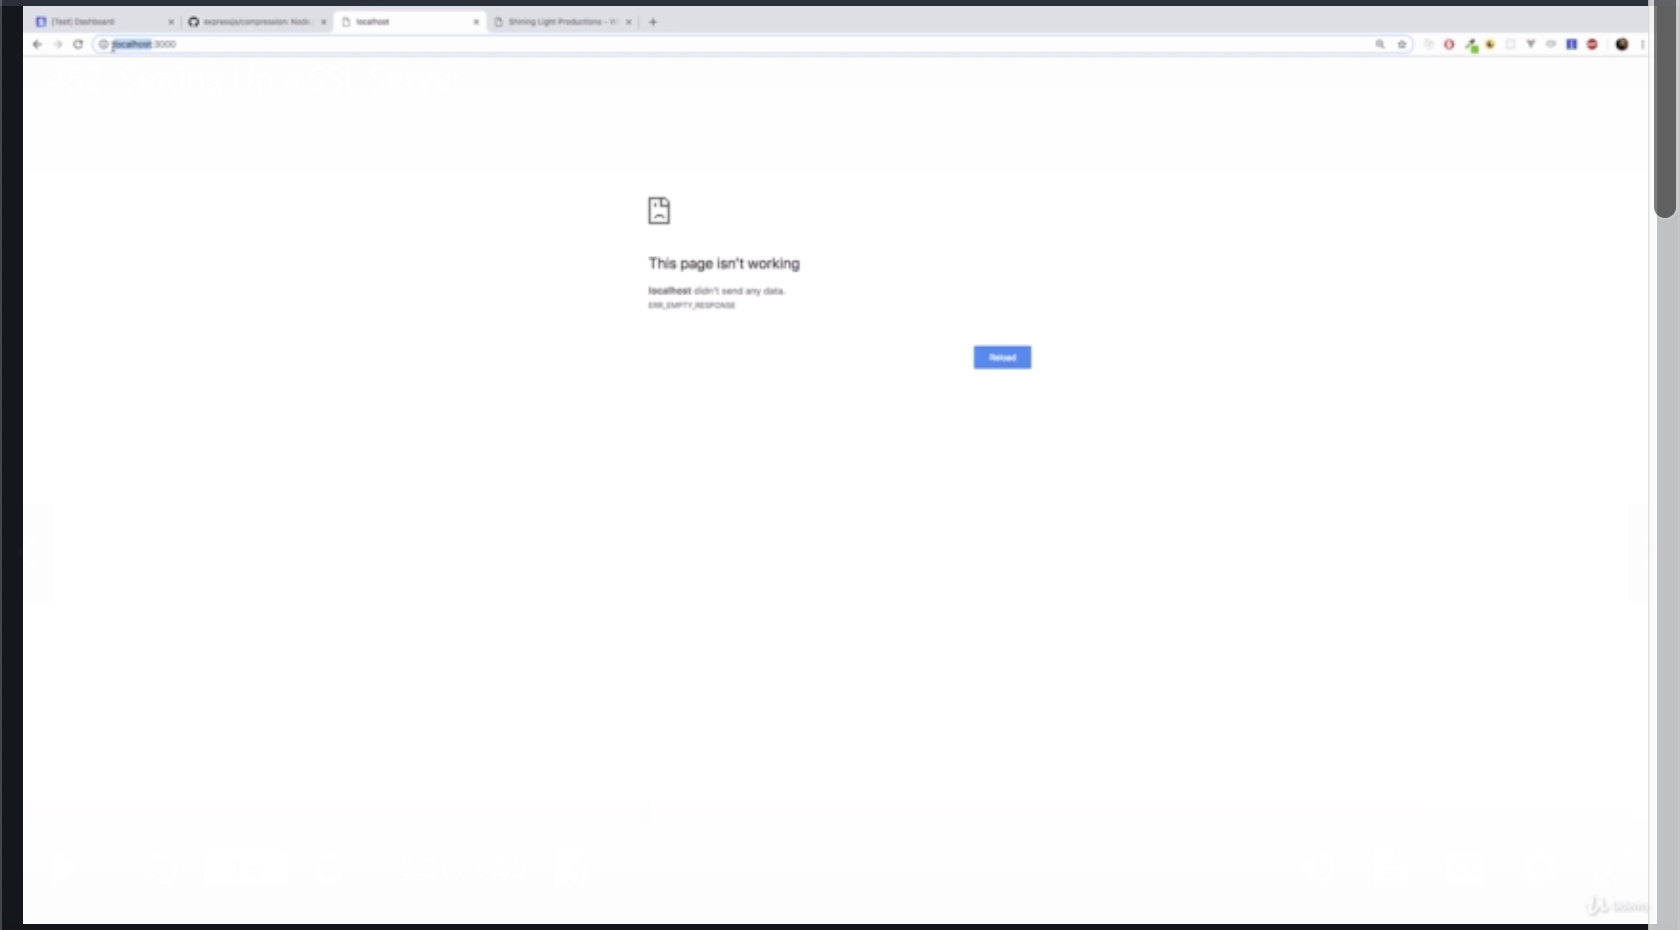 [Test] Dashboard
expressjs/compression: Node.
localhost
Shining Light Productions - W
localhost:3000
This page isn't working
localhost didn't send any data.
ERR_EMPTY_RESPONSE
Reload